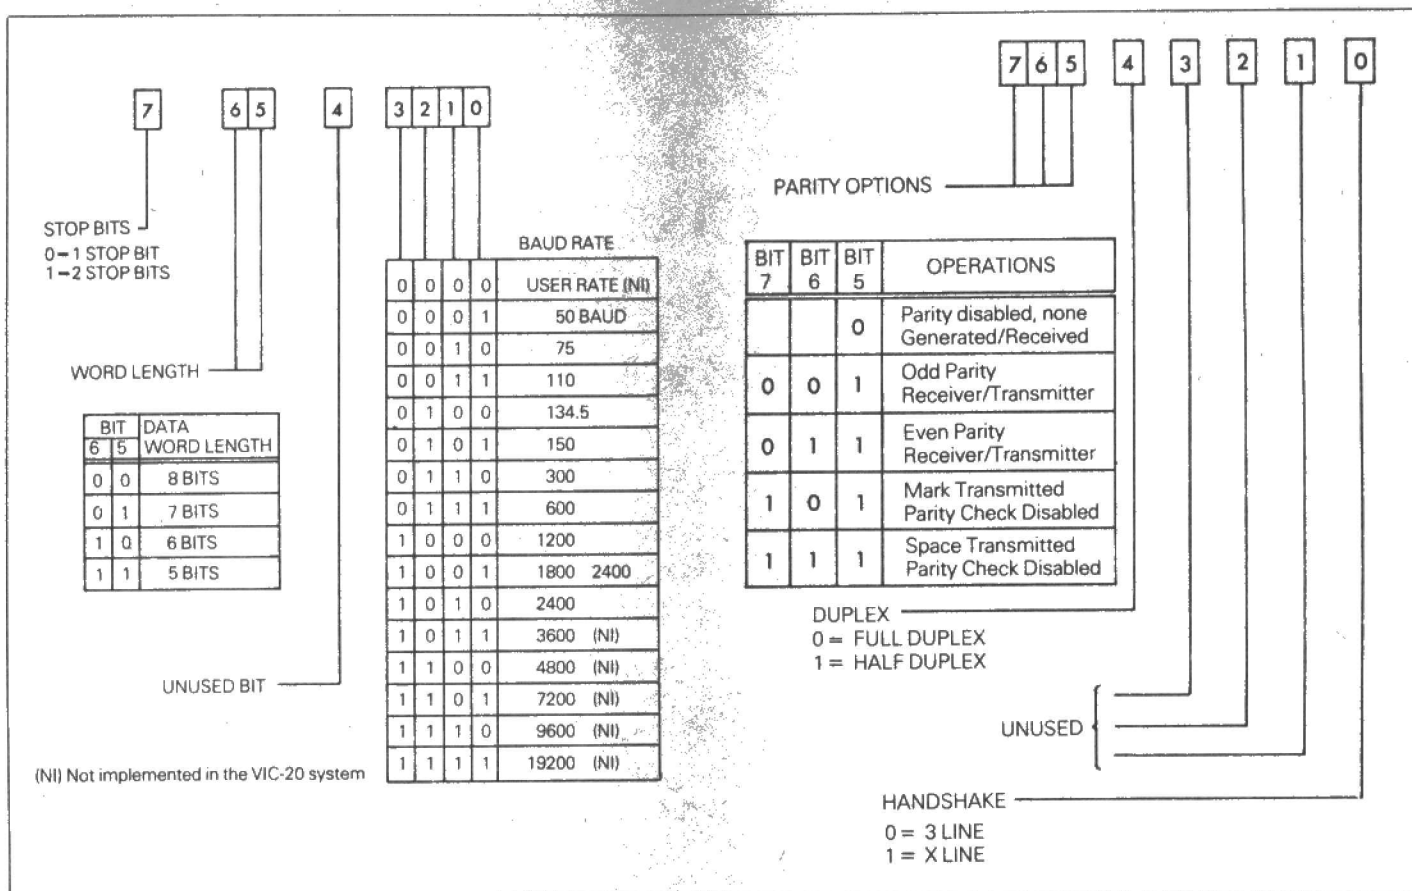 7 6 5 4 3 2 1 0
STOP BITS
0–1 STOP BIT
1–2 STOP BITS
WORD LENGTH
BIT DATA
6 5 WORD LENGTH
0 0 8 BITS
0 1 7 BITS
1 0 6 BITS
1 1 5 BITS
UNUSED BIT
(NI) Not implemented in the VIC-20 system
BAUD RATE
0 0 0 0 USER RATE (NI)
0 0 0 1 50 BAUD
0 0 1 0 75
0 0 1 1 110
0 1 0 0 134.5
0 1 0 1 150
0 1 1 0 300
0 1 1 1 600
1 0 0 0 1200
1 0 0 1 1800 2400
1 0 1 0 2400
1 0 1 1 3600 (NI)
1 1 0 0 4800 (NI)
1 1 0 1 7200 (NI)
1 1 1 0 9600 (NI)
1 1 1 1 19200 (NI)
7 6 5 4 3 2 1 0
PARITY OPTIONS
BIT BIT BIT OPERATIONS
7 6 5
0 Parity disabled, none
Generated/Received
0 0 1 Odd Parity
Receiver/Transmitter
0 1 1 Even Parity
Receiver/Transmitter
1 0 1 Mark Transmitted
Parity Check Disabled
1 1 1 Space Transmitted
Parity Check Disabled
DUPLEX
0 = FULL DUPLEX
1 = HALF DUPLEX
UNUSED
HANDSHAKE
0 = 3 LINE
1 = X LINE